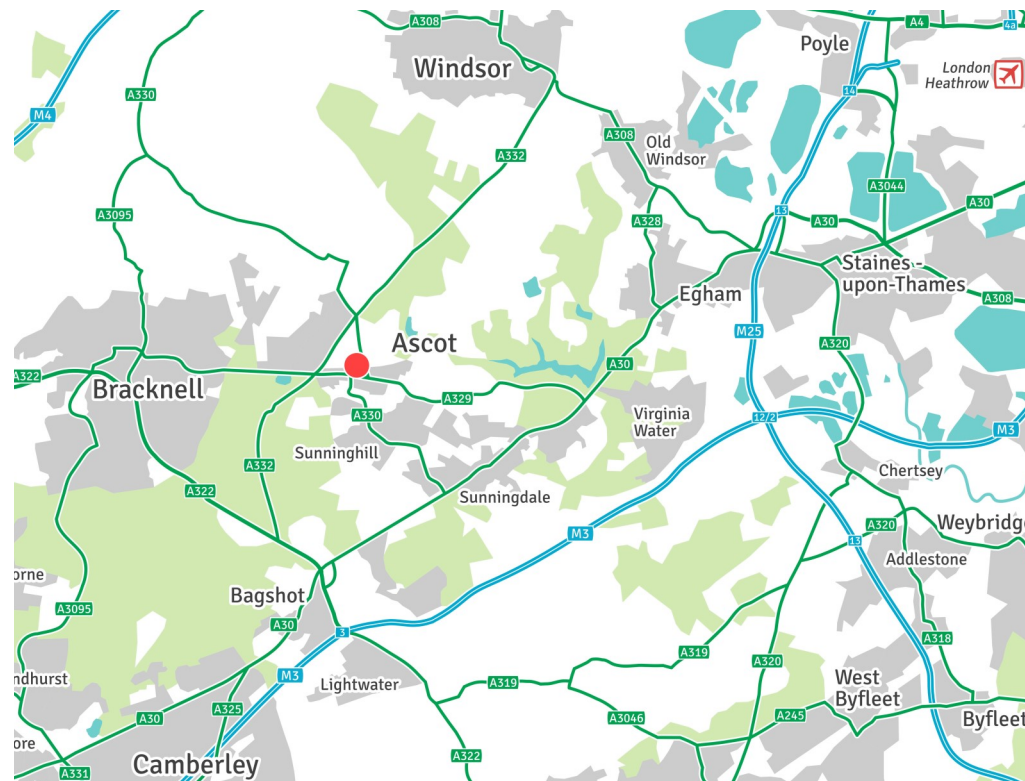 A308
A4
4a
Poyle
Windsor
London
Heathrow
A330
14
M4
A308
Old
Windsor
A332
A3044
A3095
A328
13
A30
A30
Staines -
upon-Thames
Egham
A308
M25
Ascot
A320
A30
A322
Bracknell
A329
A330
Virginia
Water
12/2
M3
Sunninghill
A332
Chertsey
A322
Sunningdale
M3
A320
Weybridge
13
Addlestone
orne
Bagshot
A3095
A30
3
A318
A319
A320
ndhurst
M3
Lightwater
A319
West
Byfleet
A325
A30
A3046
A245
Byfleet
ore
A322
Camberley
A331